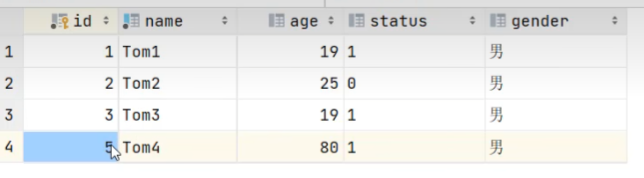 id name age status gender
1 1 Tom1 19 1 男
2 2 Tom2 25 0 男
3 3 Tom3 19 1 男
4 5 Tom4 80 1 男